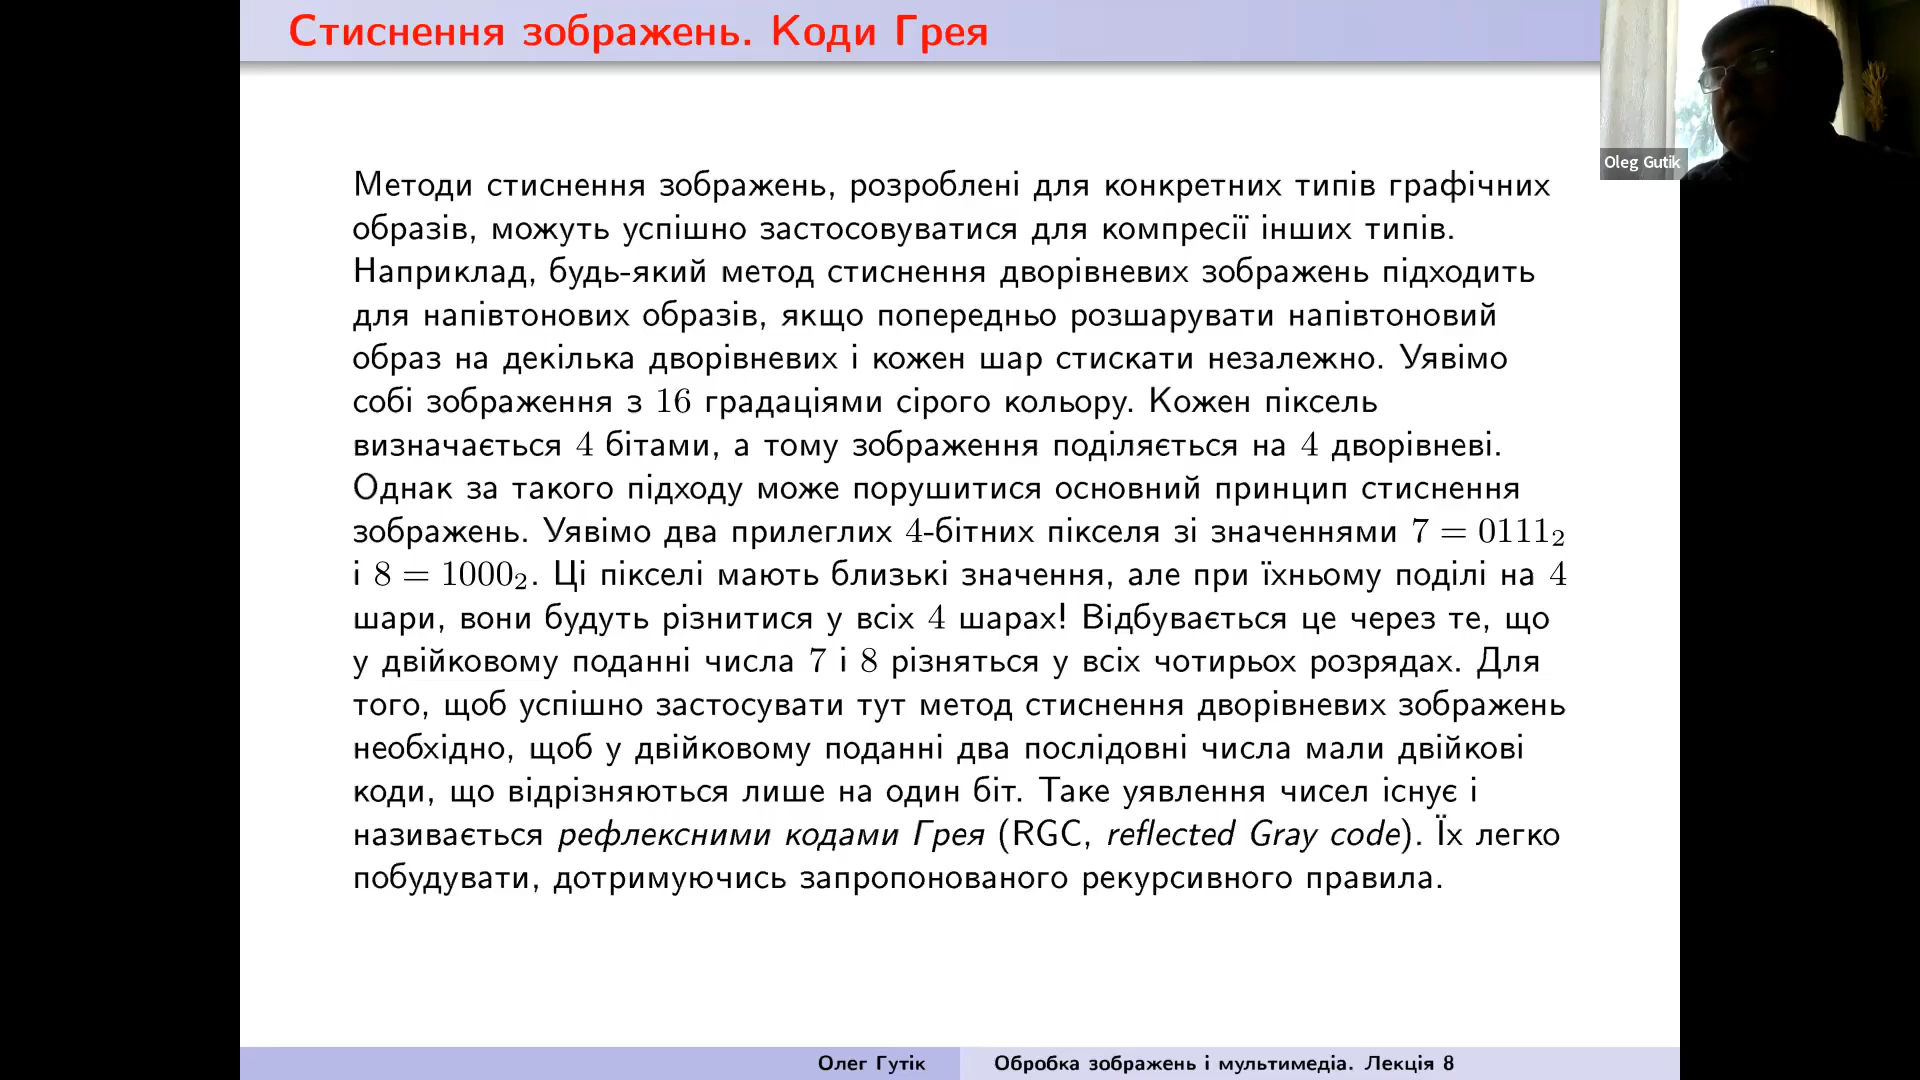 Стиснення зображень. Коди Грея
Oleg Gutik
Методи стиснення зображень, розроблені для конкретних типів графічних
образів, можуть успішно застосовуватися для компресії інших типів.
Наприклад, будь-який метод стиснення дворівневих зображень підходить
для напівтонових образів, якщо попередньо розшарувати напівтоновий
образ на декілька дворівневих і кожен шар стискати незалежно. Уявімо
собі зображення з 16 градаціями сірого кольору. Кожен піксель
визначається 4 бітами, а тому зображення поділяється на 4 дворівневі.
Однак за такого підходу може порушитися основний принцип стиснення
зображень. Уявімо два прилеглих 4-бітних пікселя зі значеннями 7 = 0111₂
і 8 = 1000₂. Ці пікселі мають близькі значення, але при їхньому поділі на 4
шари, вони будуть різнитися у всіх 4 шарах! Відбувається це через те, що
у двійковому поданні числа 7 і 8 різняться у всіх чотирьох розрядах. Для
того, щоб успішно застосувати тут метод стиснення дворівневих зображень
необхідно, щоб у двійковому поданні два послідовні числа мали двійкові
коди, що відрізняються лише на один біт. Таке уявлення чисел існує і
називається рефлексними кодами Грея (RGC, reflected Gray code). Їх легко
побудувати, дотримуючись запропонованого рекурсивного правила.
Олег Гутік
Обробка зображень і мультимедіа. Лекція 8